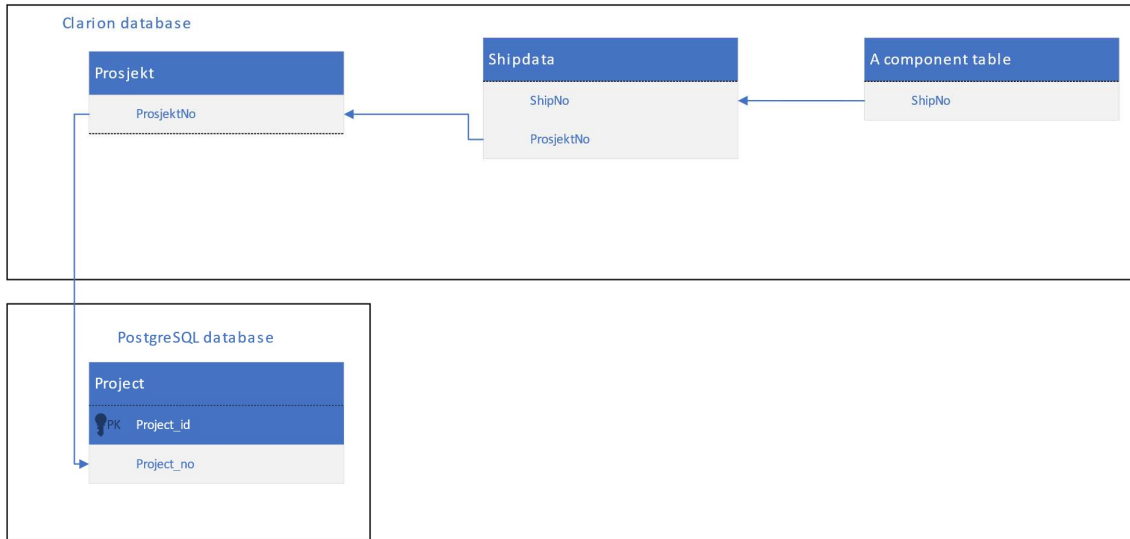 Clarion database
Prosjekt
ProsjektNo
Shipdata
ShipNo
ProsjektNo
A component table
ShipNo
PostgreSQL database
Project
PK Project_id
Project_no